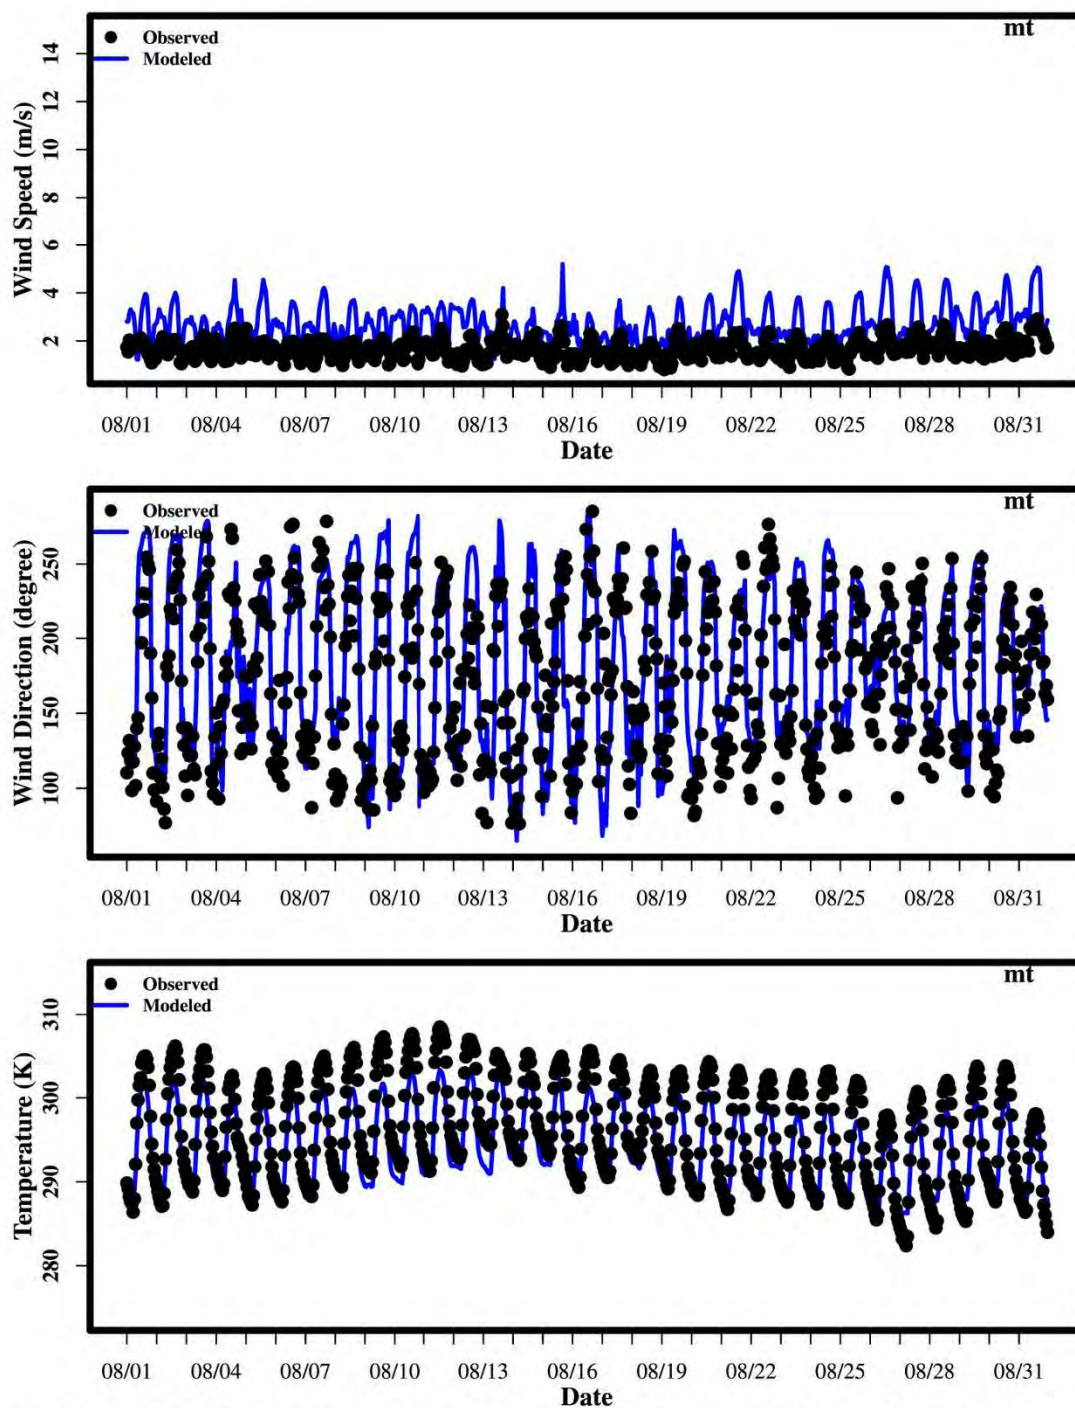 mt
Observed
Modeled
Wind Speed (m/s)
2 4 6 8 10 12 14
08/01 08/04 08/07 08/10 08/13 08/16 08/19 08/22 08/25 08/28 08/31
Date
mt
Observed
Modeled
Wind Direction (degree)
100 150 200 250
08/01 08/04 08/07 08/10 08/13 08/16 08/19 08/22 08/25 08/28 08/31
Date
mt
Observed
Modeled
Temperature (K)
280 290 300 310
08/01 08/04 08/07 08/10 08/13 08/16 08/19 08/22 08/25 08/28 08/31
Date